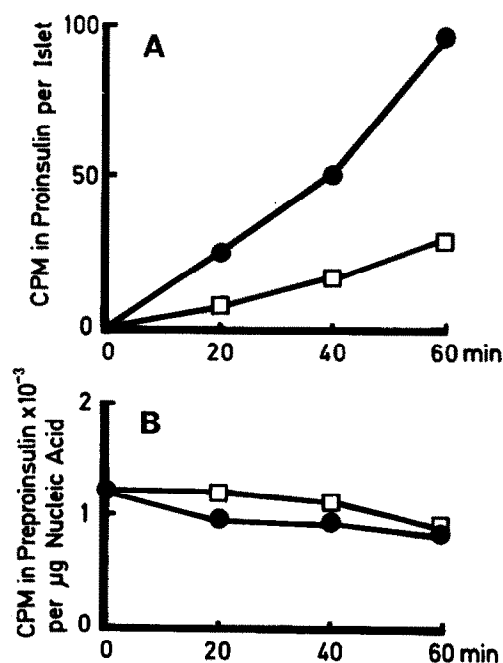 A
CPM in Proinsulin per Islet
100
50
0
0 20 40 60 min
B
CPM in Preproinsulin x10⁻³
per µg Nucleic Acid
2
1
0
0 20 40 60 min